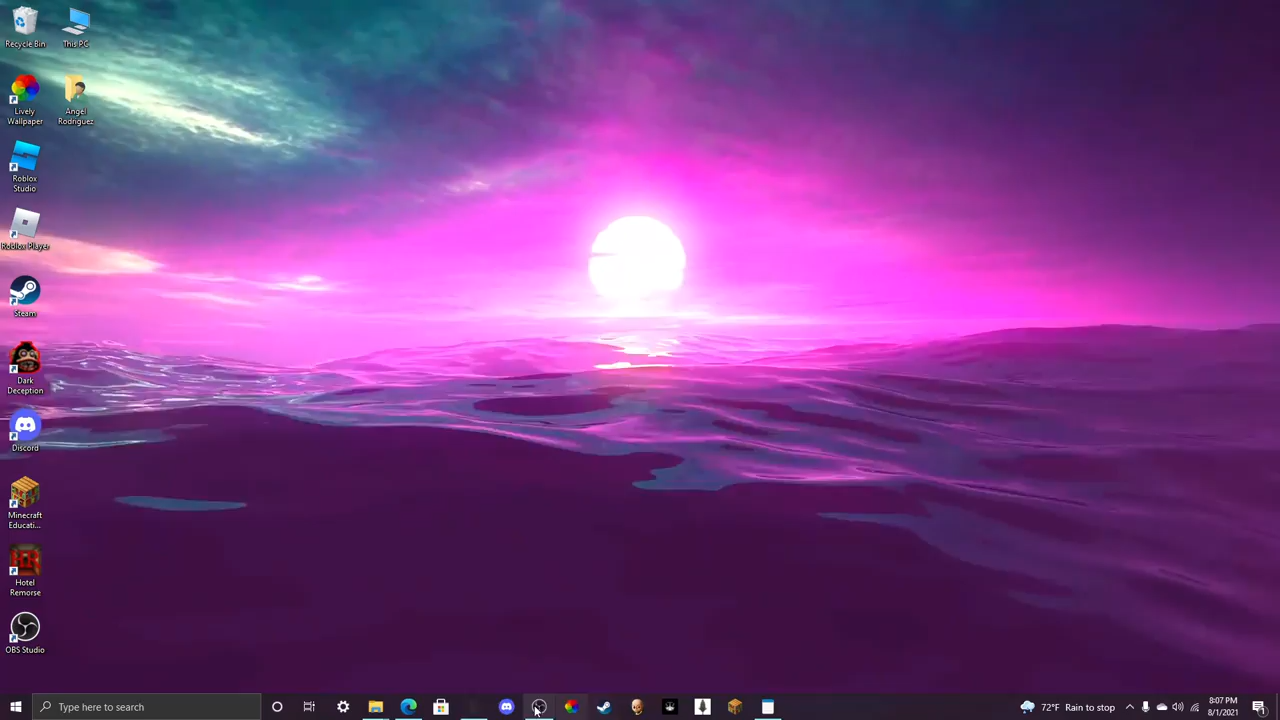 Recycle Bin
This PC
Lively
Wallpaper
Angel
Rodriguez
Roblox
Studio
Roblox Player
Steam
Dark
Deception
Discord
Minecraft
Educati...
Hotel
Remorse
OBS Studio
Type here to search
72°F Rain to stop
8:07 PM
8/1/2021